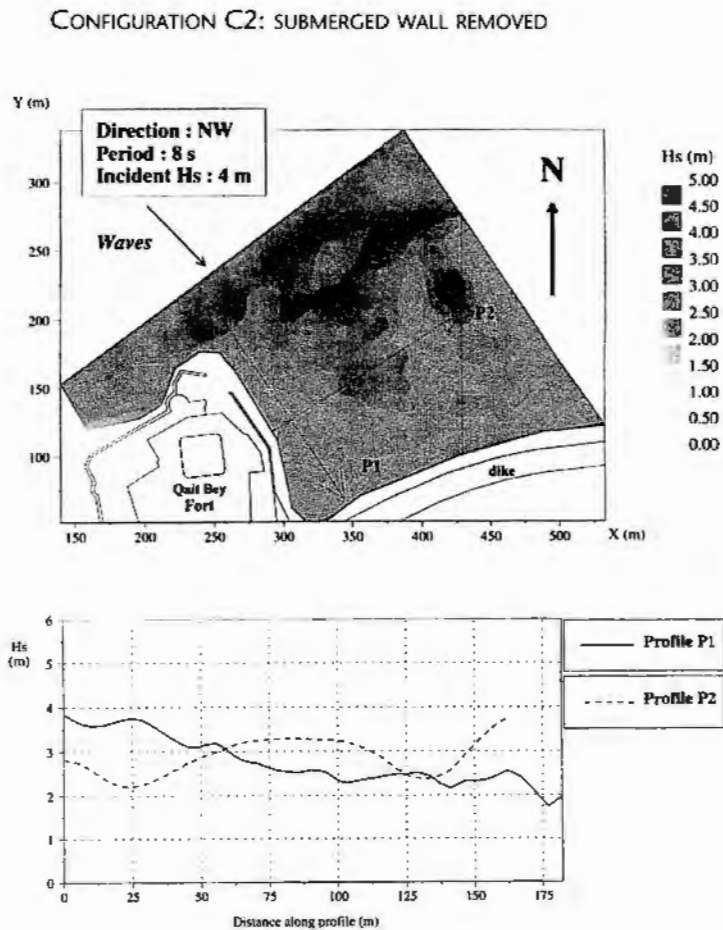 CONFIGURATION C2: SUBMERGED WALL REMOVED
Y (m)
Direction : NW
Period : 8 s
Incident Hs : 4 m
Waves
N
Hs (m)
5.00
4.50
4.00
3.50
3.00
2.50
2.00
1.50
1.00
0.50
0.00
300
250
200
150
100
P2
P1
Quit Bey
Fort
dike
150
200
250
300
350
400
450
500
X (m)
Hs
(m)
6
5
4
3
2
1
0
0
25
50
75
100
125
150
175
Distance along profile (m)
Profile P1
Profile P2